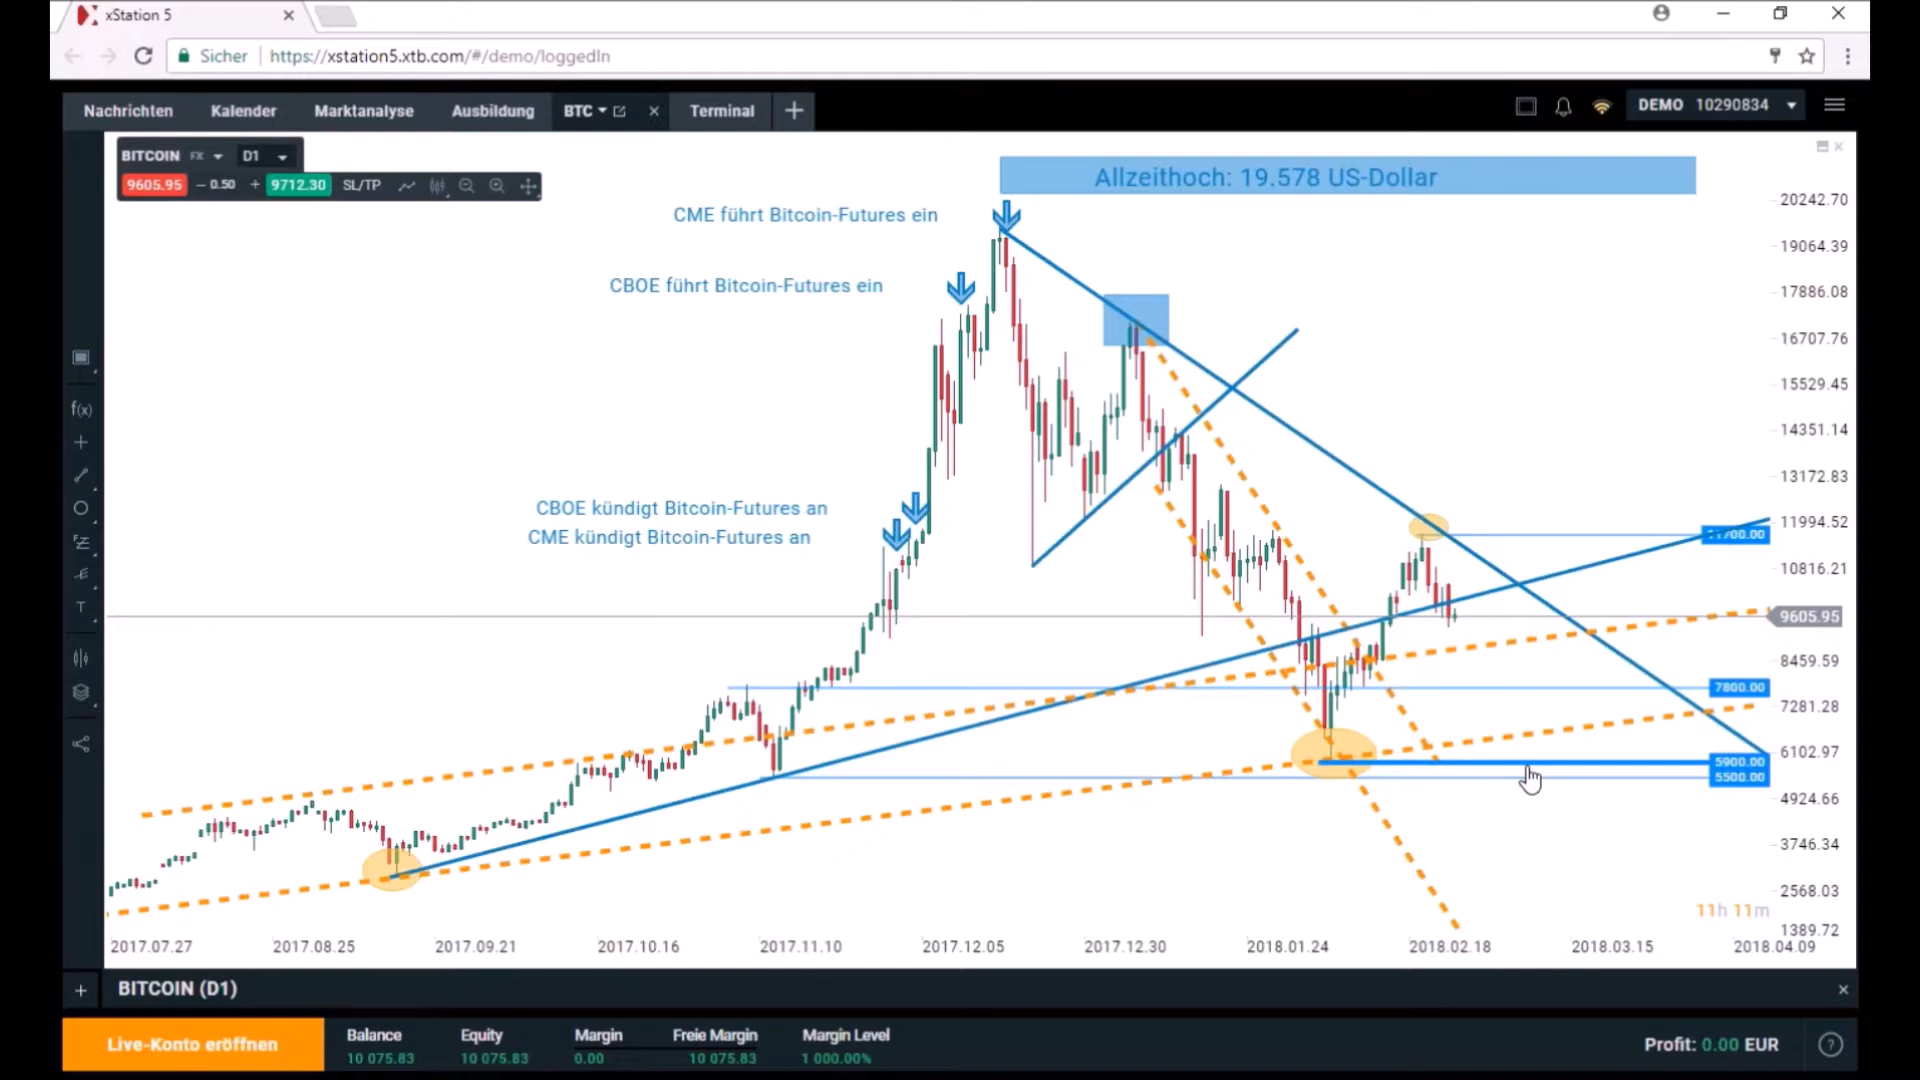 xStation 5
Sicher https://xstation5.xtb.com/#/demo/loggedIn
Nachrichten Kalender Marktanalyse Ausbildung BTC Terminal
DEMO 10290834
BITCOIN FX D1
9605.95 – 0.50 + 9712.30 SL/TP
Allzeithoch: 19.578 US-Dollar
CME führt Bitcoin-Futures ein
CBOE führt Bitcoin-Futures ein
CBOE kündigt Bitcoin-Futures an
CME kündigt Bitcoin-Futures an
20242.70
19064.39
17886.08
16707.76
15529.45
14351.14
13172.83
11994.52
11700.00
10816.21
9605.95
8459.59
7800.00
7281.28
6102.97
5900.00
5500.00
4924.66
3746.34
2568.03
11h 11m
1389.72
f(x)
T
2017.07.27 2017.08.25 2017.09.21 2017.10.16 2017.11.10 2017.12.05 2017.12.30 2018.01.24 2018.02.18 2018.03.15 2018.04.09
BITCOIN (D1)
Live-Konto eröffnen
Balance Equity Margin Freie Margin Margin Level
10 075.83 10 075.83 0.00 10 075.83 1 000.00%
Profit: 0.00 EUR